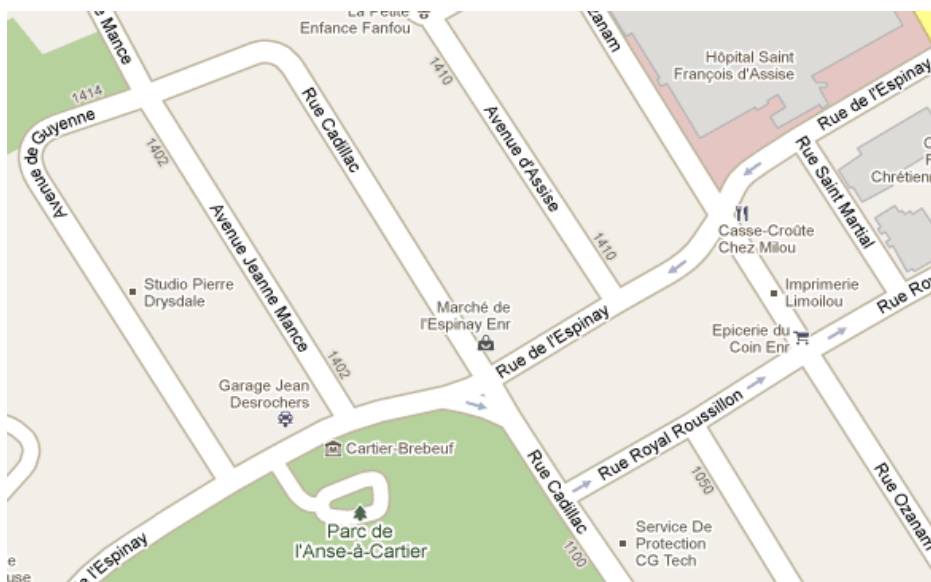 La Petite
Enfance Fanfou
Mance
Ozanam
Hôpital Saint
François d'Assise
Rue de l'Espinay
1414
1410
Rue Cadillac
Avenue de Guyenne
1402
Avenue d'Assise
Rue Saint Martial
Chrétien
Avenue de Guyenne
Avenue Jeanne Mance
Casse-Croûte
Chez Milou
1410
Studio Pierre
Drysdale
Imprimerie
Limoilou
Marché de
l'Espinay Enr
Rue de l'Espinay
Epicerie du
Coin Enr
1402
Garage Jean
Desrochers
Cartier-Brebeuf
Rue Royal Roussillon
Rue Cadillac
1050
Rue Ozanam
Parc de
l'Anse-à-Cartier
l'Espinay
Service De
Protection
CG Tech
1100